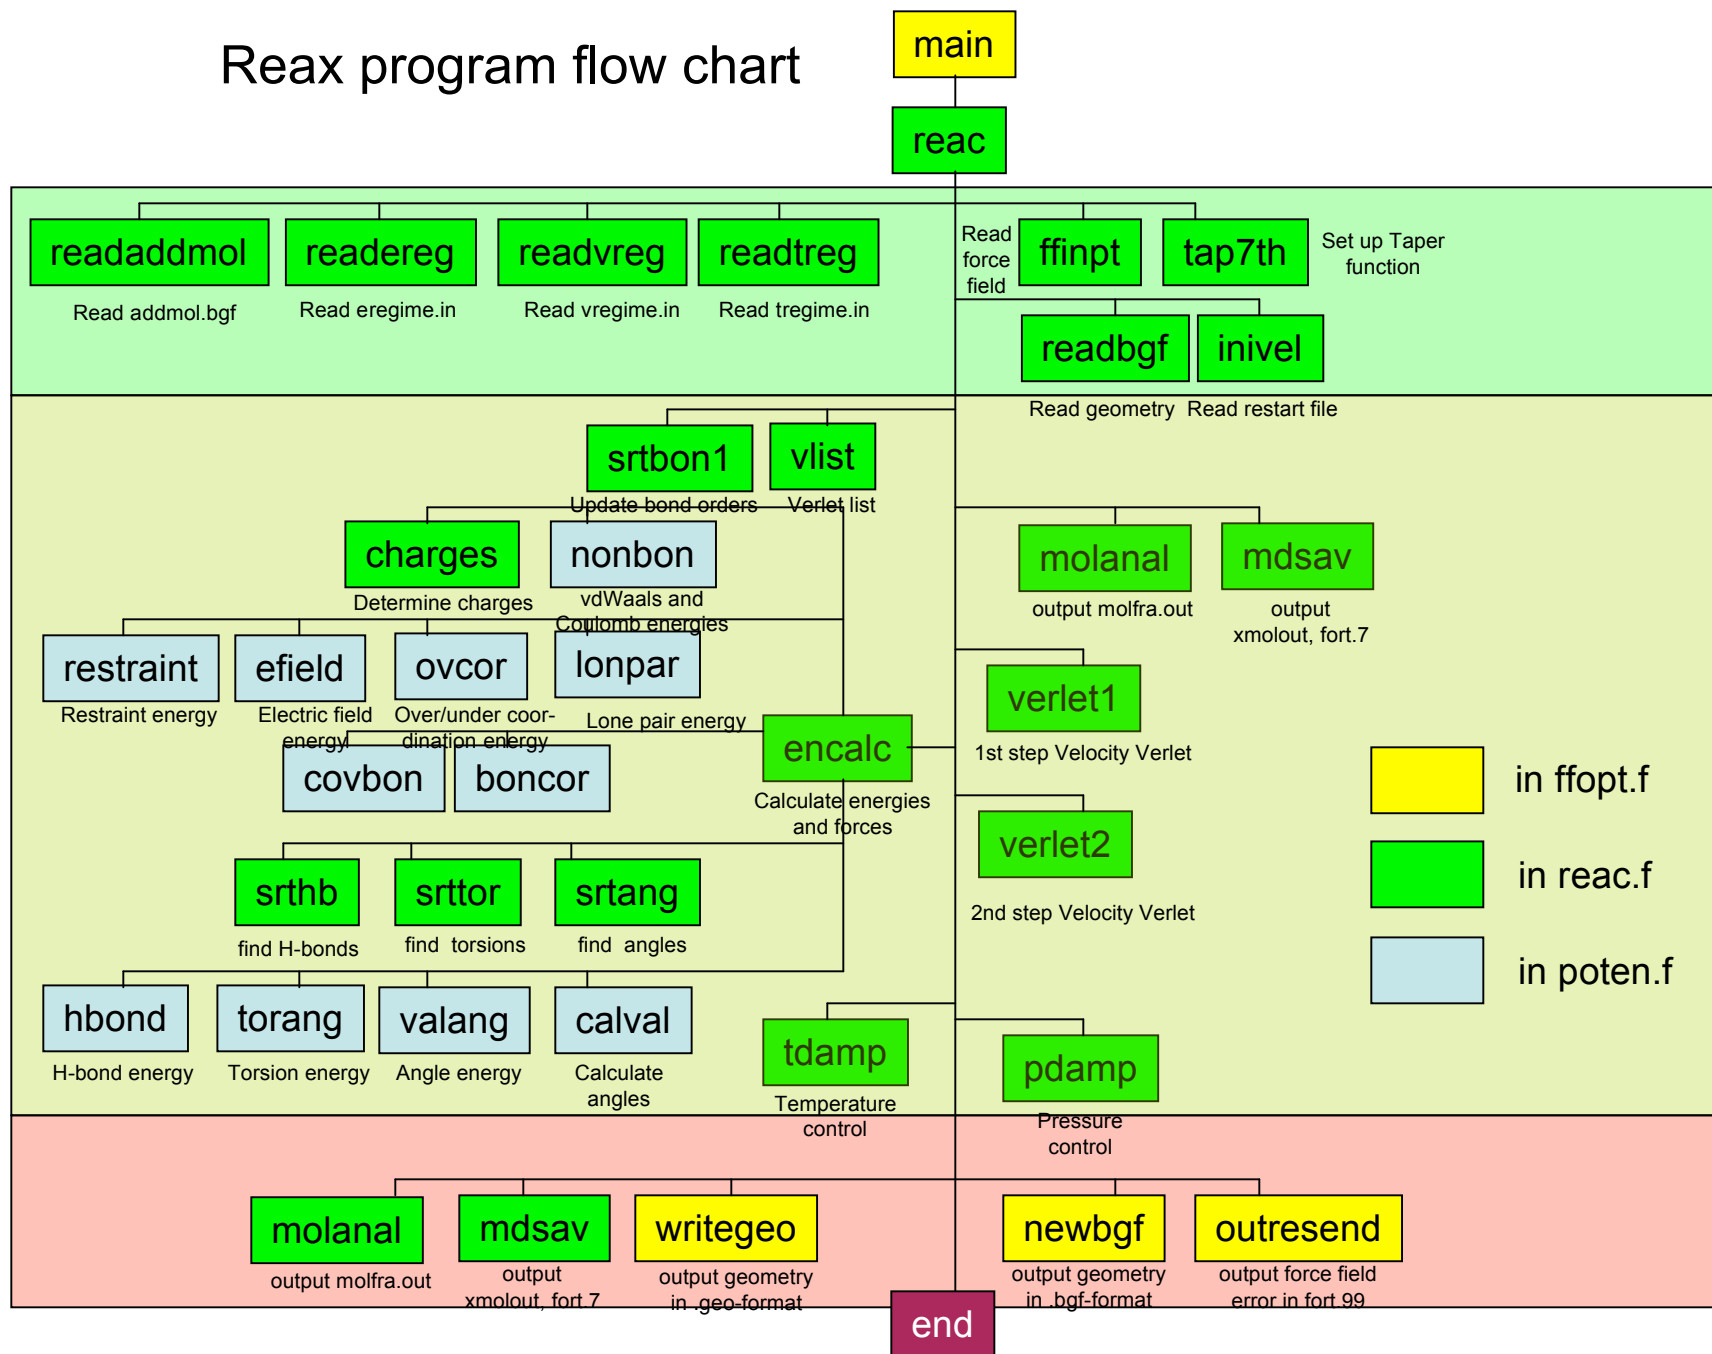 Reax program flow chart
main
reac
readaddmol
readereg
readvreg
readtreg
Read
force
field
ffinpt
tap7th
Set up Taper
function
Read addmol.bgf
Read eregime.in
Read vregime.in
Read tregime.in
readbgf
inivel
Read geometry
Read restart file
srtbon1
vlist
Update bond orders
Verlet list
charges
nonbon
Determine charges
vdWaals and
Coulomb energies
molanal
mdsav
output molfra.out
output
xmolout, fort.7
restraint
efield
ovcor
lonpar
Restraint energy
Electric field
energy
Over/under coor-
dination energy
Lone pair energy
verlet1
1st step Velocity Verlet
encalc
Calculate energies
and forces
covbon
boncor
verlet2
2nd step Velocity Verlet
in ffopt.f
in reac.f
in poten.f
srthb
srttor
srtang
find H-bonds
find torsions
find angles
hbond
torang
valang
calval
H-bond energy
Torsion energy
Angle energy
Calculate
angles
tdamp
Temperature
control
pdamp
Pressure
control
molanal
mdsav
writegeo
newbgf
outresend
output molfra.out
output
xmolout, fort.7
output geometry
in .geo-format
output geometry
in .bgf-format
output force field
error in fort.99
end